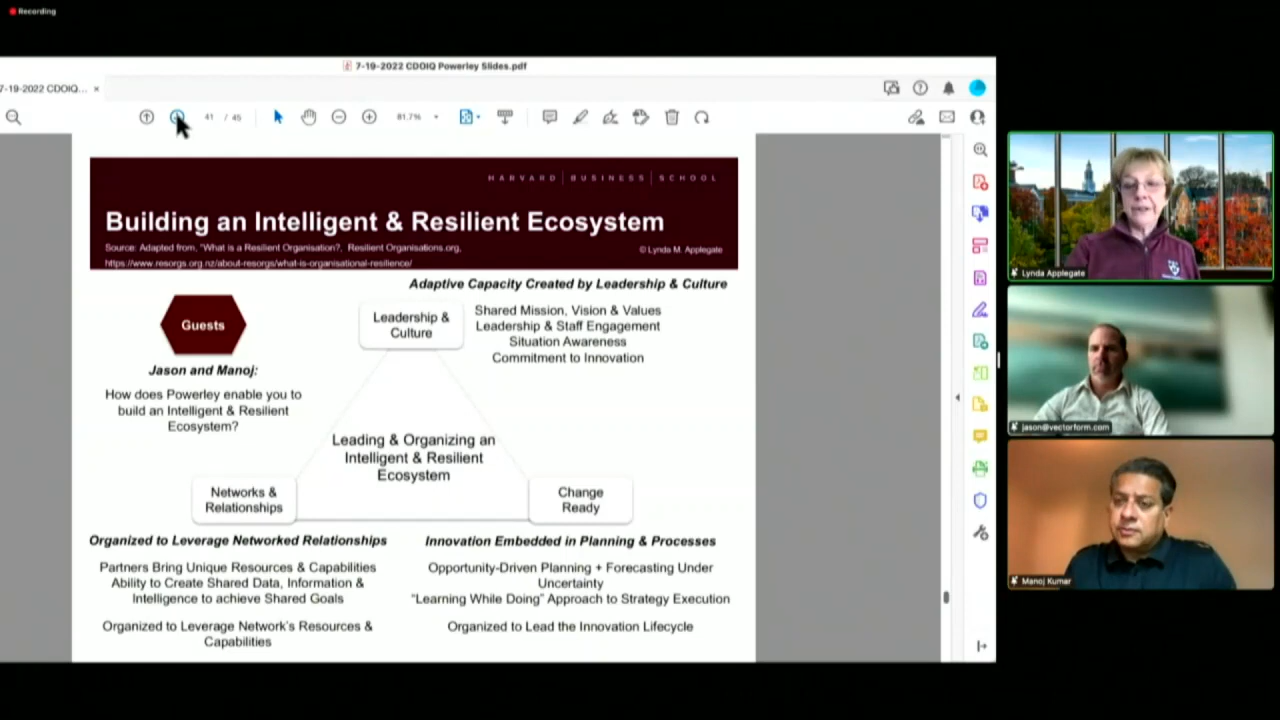 Recording
7-19-2022 CDOIQ Powerley Slides.pdf
7-19-2022 CDOIQ... ×
41 / 45
81.7%
HARVARD | BUSINESS | SCHOOL
Building an Intelligent & Resilient Ecosystem
Source: Adapted from, "What is a Resilient Organisation?, Resilient Organisations.org,
© Lynda M. Applegate
https://www.resorgs.org.nz/about-resorgs/what-is-organisational-resilience/
Adaptive Capacity Created by Leadership & Culture
Guests
Leadership &
Culture
Shared Mission, Vision & Values
Leadership & Staff Engagement
Situation Awareness
Commitment to Innovation
Jason and Manoj:
How does Powerley enable you to
build an Intelligent & Resilient
Ecosystem?
Leading & Organizing an
Intelligent & Resilient
Ecosystem
Networks &
Relationships
Change
Ready
Organized to Leverage Networked Relationships
Partners Bring Unique Resources & Capabilities
Ability to Create Shared Data, Information &
Intelligence to achieve Shared Goals
Organized to Leverage Network's Resources &
Capabilities
Innovation Embedded in Planning & Processes
Opportunity-Driven Planning + Forecasting Under
Uncertainty
"Learning While Doing" Approach to Strategy Execution
Organized to Lead the Innovation Lifecycle
Lynda Applegate
jason@vectorform.com
Manoj Kumar